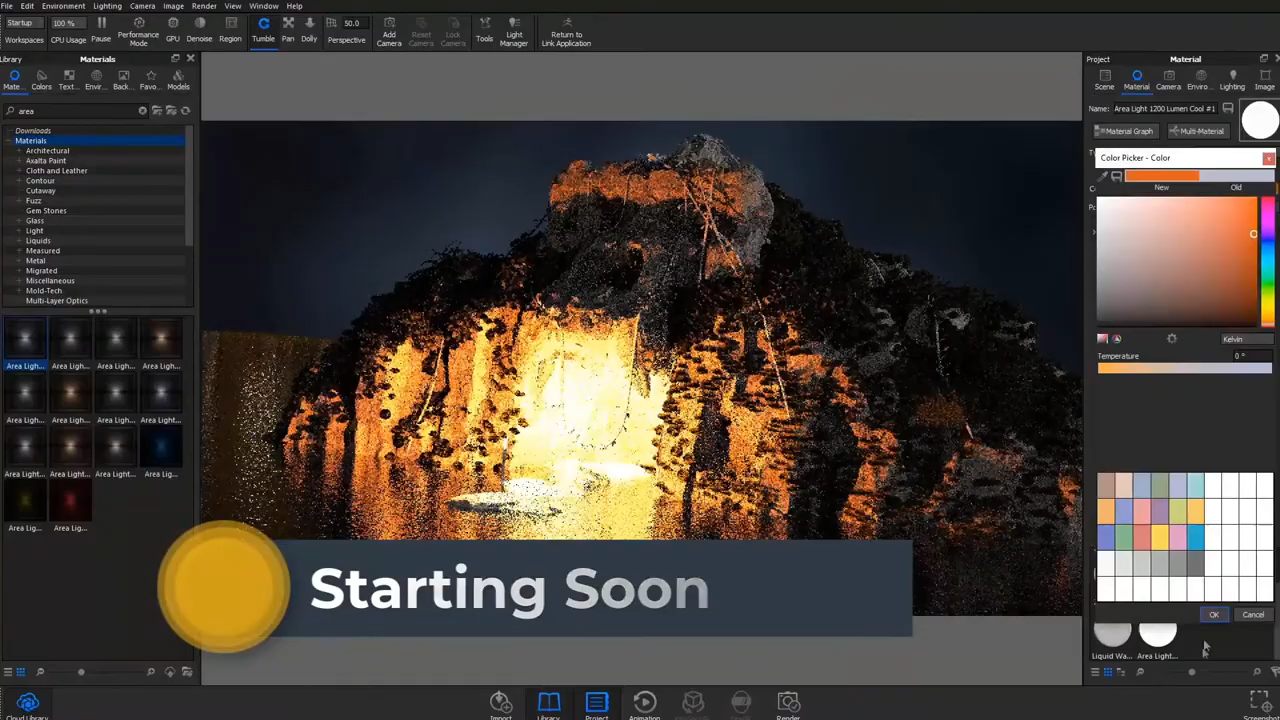 File Edit Environment Lighting Camera Image Render View Window Help
Startup 100 % 50.0
Workspaces CPU Usage Pause Performance Mode GPU Denoise Region Tumble Pan Dolly Perspective Add Camera Reset Camera Lock Camera Tools Light Manager Return to Link Application
Library Materials
Mate... Colors Text... Envir... Back... Favo... Models
area
Downloads
Materials
Architectural
Axalta Paint
Cloth and Leather
Contour
Cutaway
Fuzz
Gem Stones
Glass
Light
Liquids
Measured
Metal
Migrated
Miscellaneous
Mold-Tech
Multi-Layer Optics
Area Ligh... Area Ligh... Area Ligh... Area Ligh...
Area Ligh... Area Ligh... Area Ligh... Area Light...
Area Light... Area Light... Area Light... Area Lig...
Area Lig... Area Lig...
Cloud Library
Starting Soon
Import Library Project Animation Render
Project Material
Scene Material Camera Enviro... Lighting Image
Name: Area Light 1200 Lumen Cool #1
Material Graph Multi-Material
Color Picker - Color
New Old
Kelvin
Temperature 0 °
OK Cancel
Liquid Wa... Area Light...
Screenshot